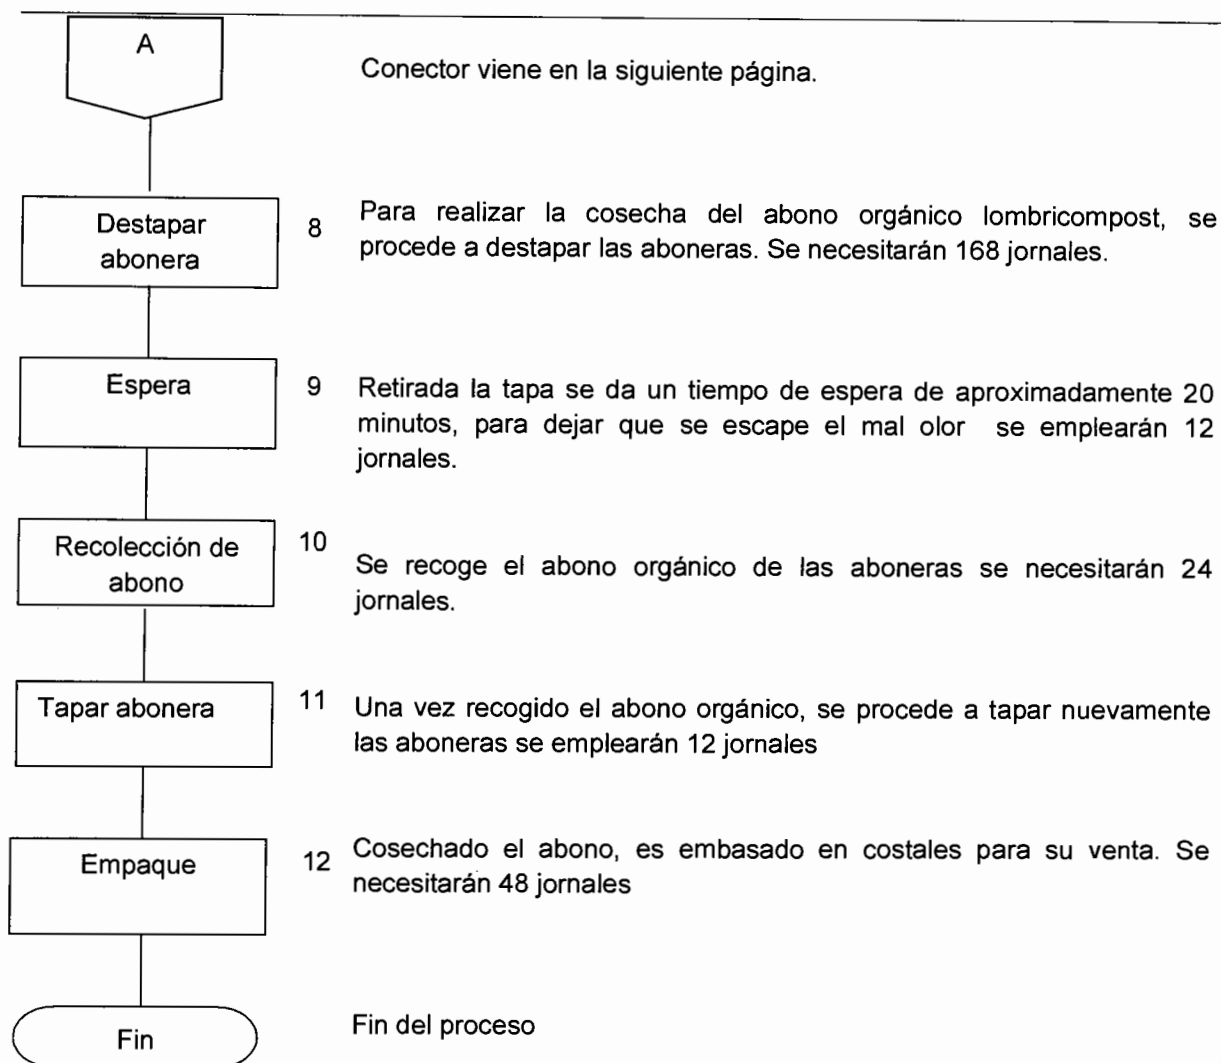 A
Conector viene en la siguiente página.
Destapar
abonera
8
Para realizar la cosecha del abono orgánico lombricompost, se
procede a destapar las aboneras. Se necesitarán 168 jornales.
Espera
9
Retirada la tapa se da un tiempo de espera de aproximadamente 20
minutos, para dejar que se escape el mal olor se emplearán 12
jornales.
Recolección de
abono
10
Se recoge el abono orgánico de las aboneras se necesitarán 24
jornales.
Tapar abonera
11
Una vez recogido el abono orgánico, se procede a tapar nuevamente
las aboneras se emplearán 12 jornales
Empaque
12
Cosechado el abono, es embasado en costales para su venta. Se
necesitarán 48 jornales
Fin
Fin del proceso